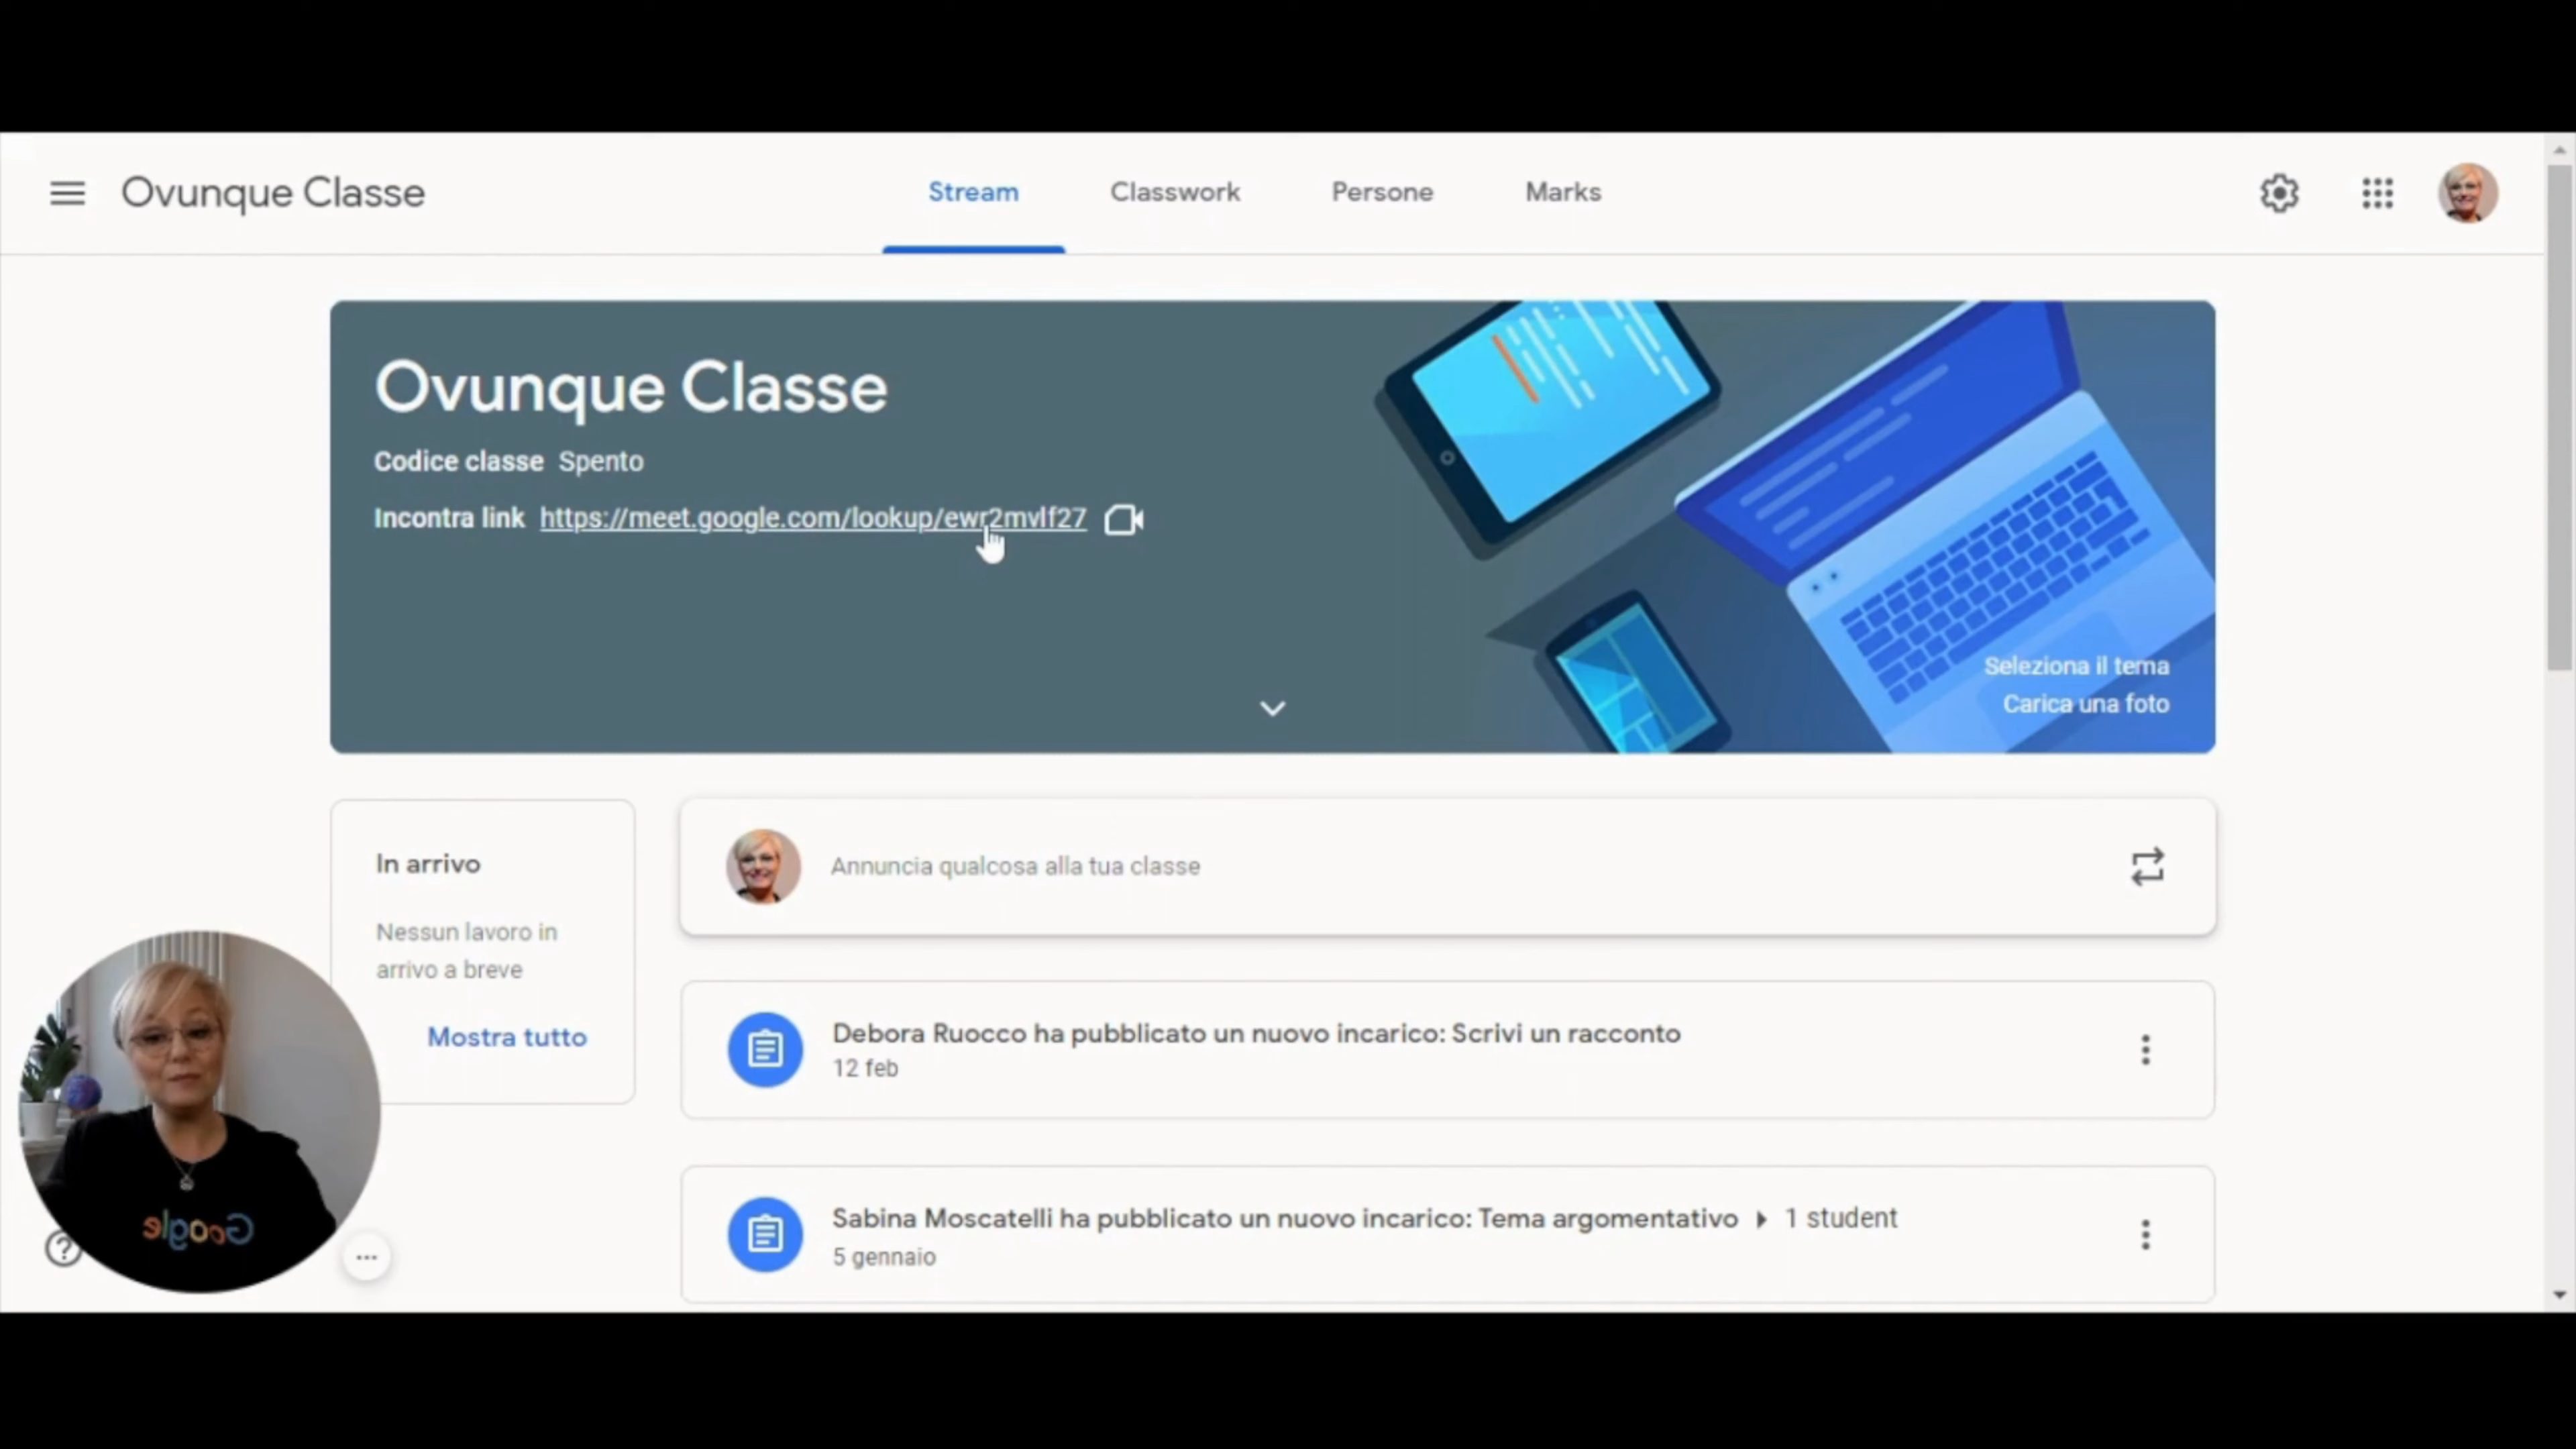 Ovunque Classe
Stream
Classwork
Persone
Marks
Ovunque Classe
Codice classe Spento
Incontra link https://meet.google.com/lookup/ewr2mvlf27
Seleziona il tema
Carica una foto
In arrivo
Nessun lavoro in
arrivo a breve
Mostra tutto
Annuncia qualcosa alla tua classe
Debora Ruocco ha pubblicato un nuovo incarico: Scrivi un racconto
12 feb
Sabina Moscatelli ha pubblicato un nuovo incarico: Tema argomentativo 1 student
5 gennaio
Google